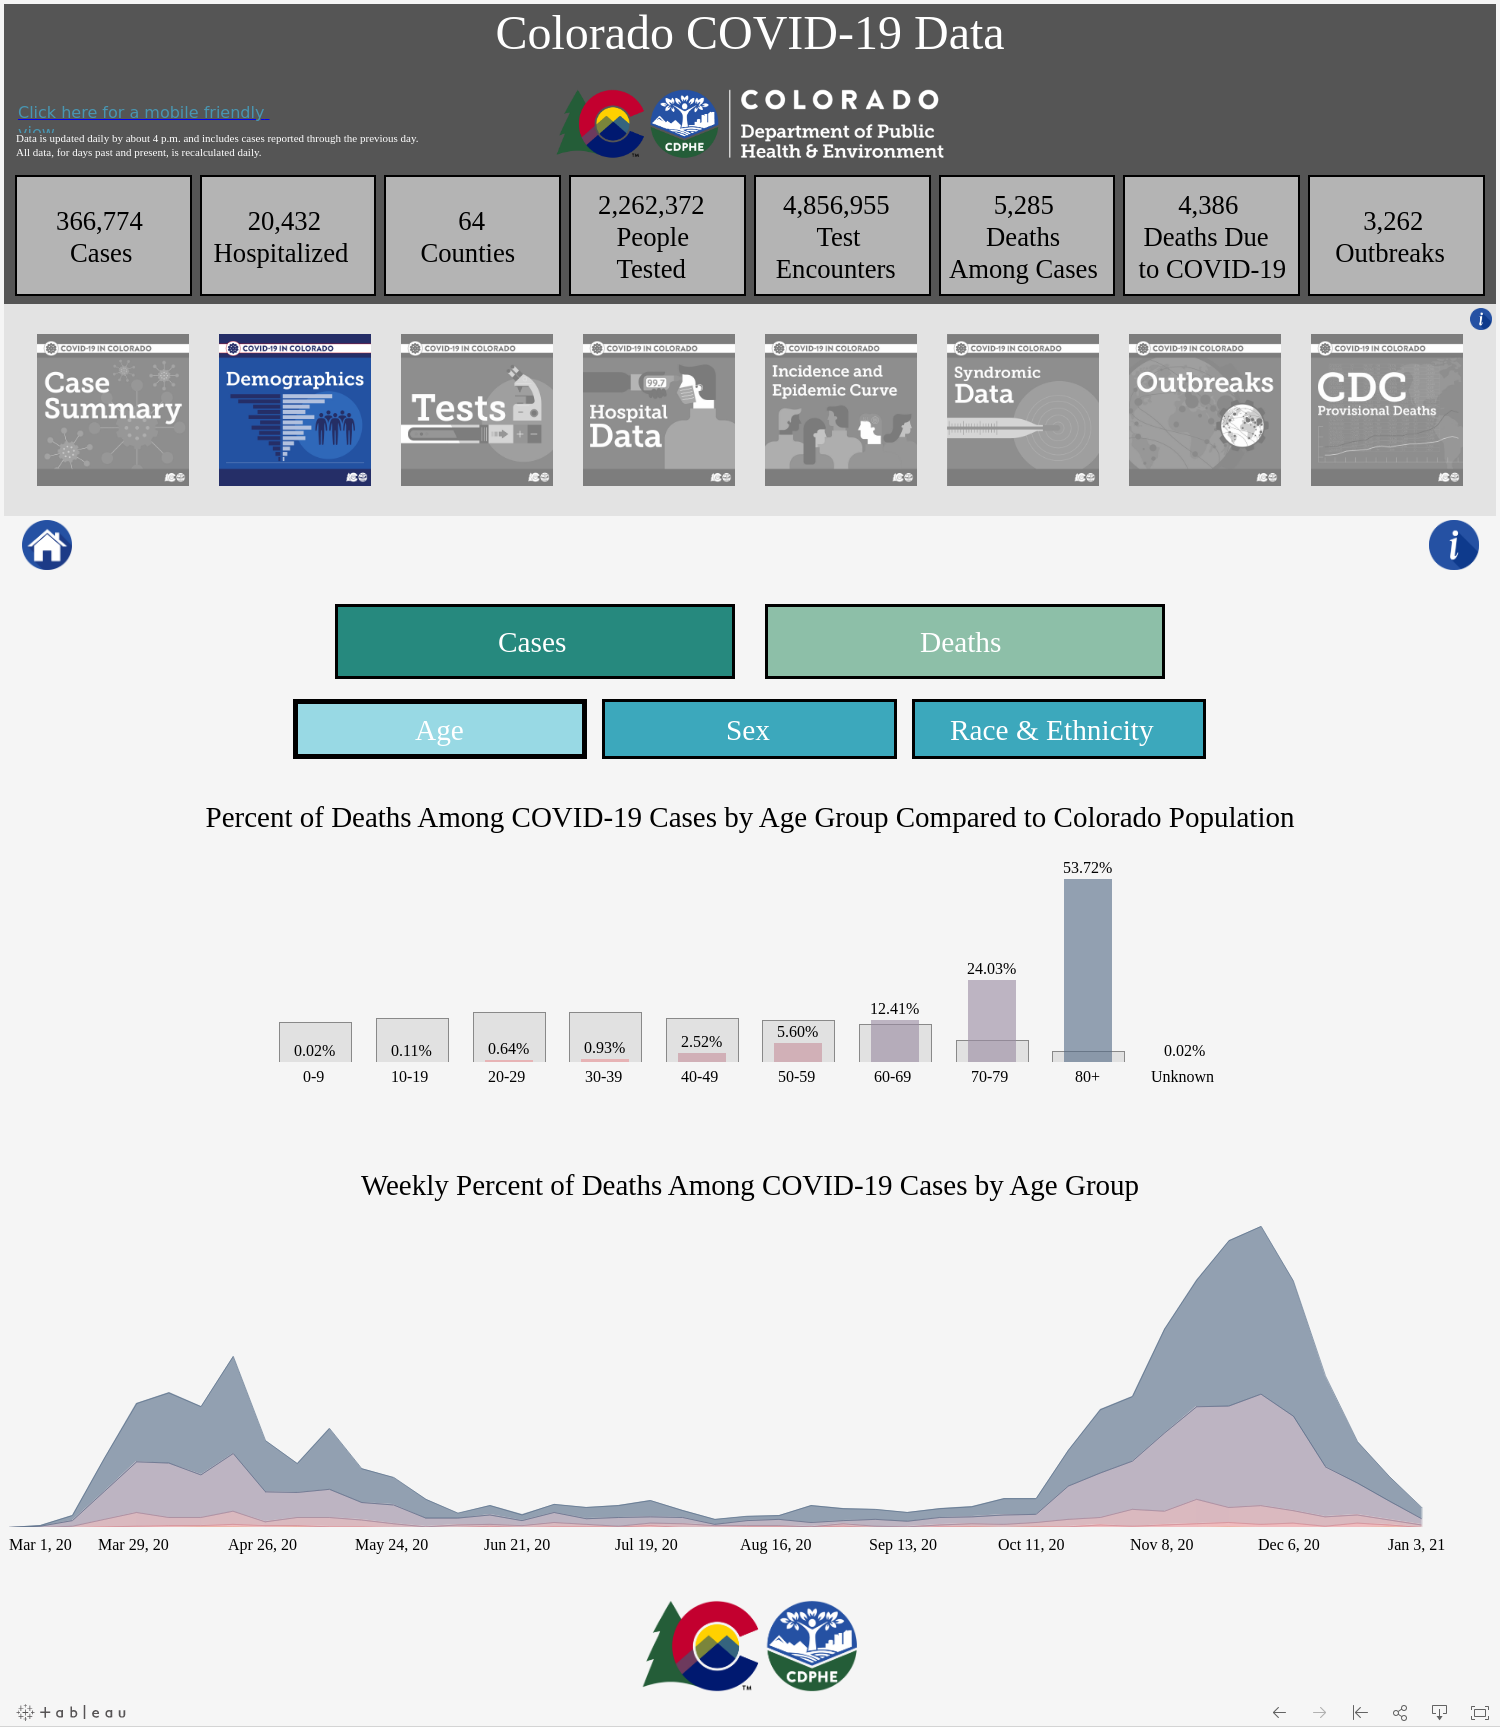 Colorado COVID-19 Data
Click here for a mobile friendly
view
Data is updated daily by about 4 p.m. and includes cases reported through the previous day.
All data, for days past and present, is recalculated daily.
CDPHE
TM
COLORADO
Department of Public
Health & Environment
366,774
Cases
20,432
Hospitalized
64
Counties
2,262,372
People
Tested
4,856,955
Test
Encounters
5,285
Deaths
Among Cases
4,386
Deaths Due
to COVID-19
3,262
Outbreaks
i
COVID-19 IN COLORADO
Case
Summary
COVID-19 IN COLORADO
Demographics
COVID-19 IN COLORADO
Tests
COVID-19 IN COLORADO
99.7
Hospital
Data
COVID-19 IN COLORADO
Incidence and
Epidemic Curve
COVID-19 IN COLORADO
Syndromic
Data
COVID-19 IN COLORADO
Outbreaks
COVID-19 IN COLORADO
CDC
Provisional Deaths
i
Cases
Deaths
Age
Sex
Race & Ethnicity
Percent of Deaths Among COVID-19 Cases by Age Group Compared to Colorado Population
53.72%
24.03%
12.41%
5.60%
2.52%
0.93%
0.64%
0.11%
0.02%
0.02%
0-9
10-19
20-29
30-39
40-49
50-59
60-69
70-79
80+
Unknown
Weekly Percent of Deaths Among COVID-19 Cases by Age Group
Mar 1, 20
Mar 29, 20
Apr 26, 20
May 24, 20
Jun 21, 20
Jul 19, 20
Aug 16, 20
Sep 13, 20
Oct 11, 20
Nov 8, 20
Dec 6, 20
Jan 3, 21
TM
CDPHE
+ableau